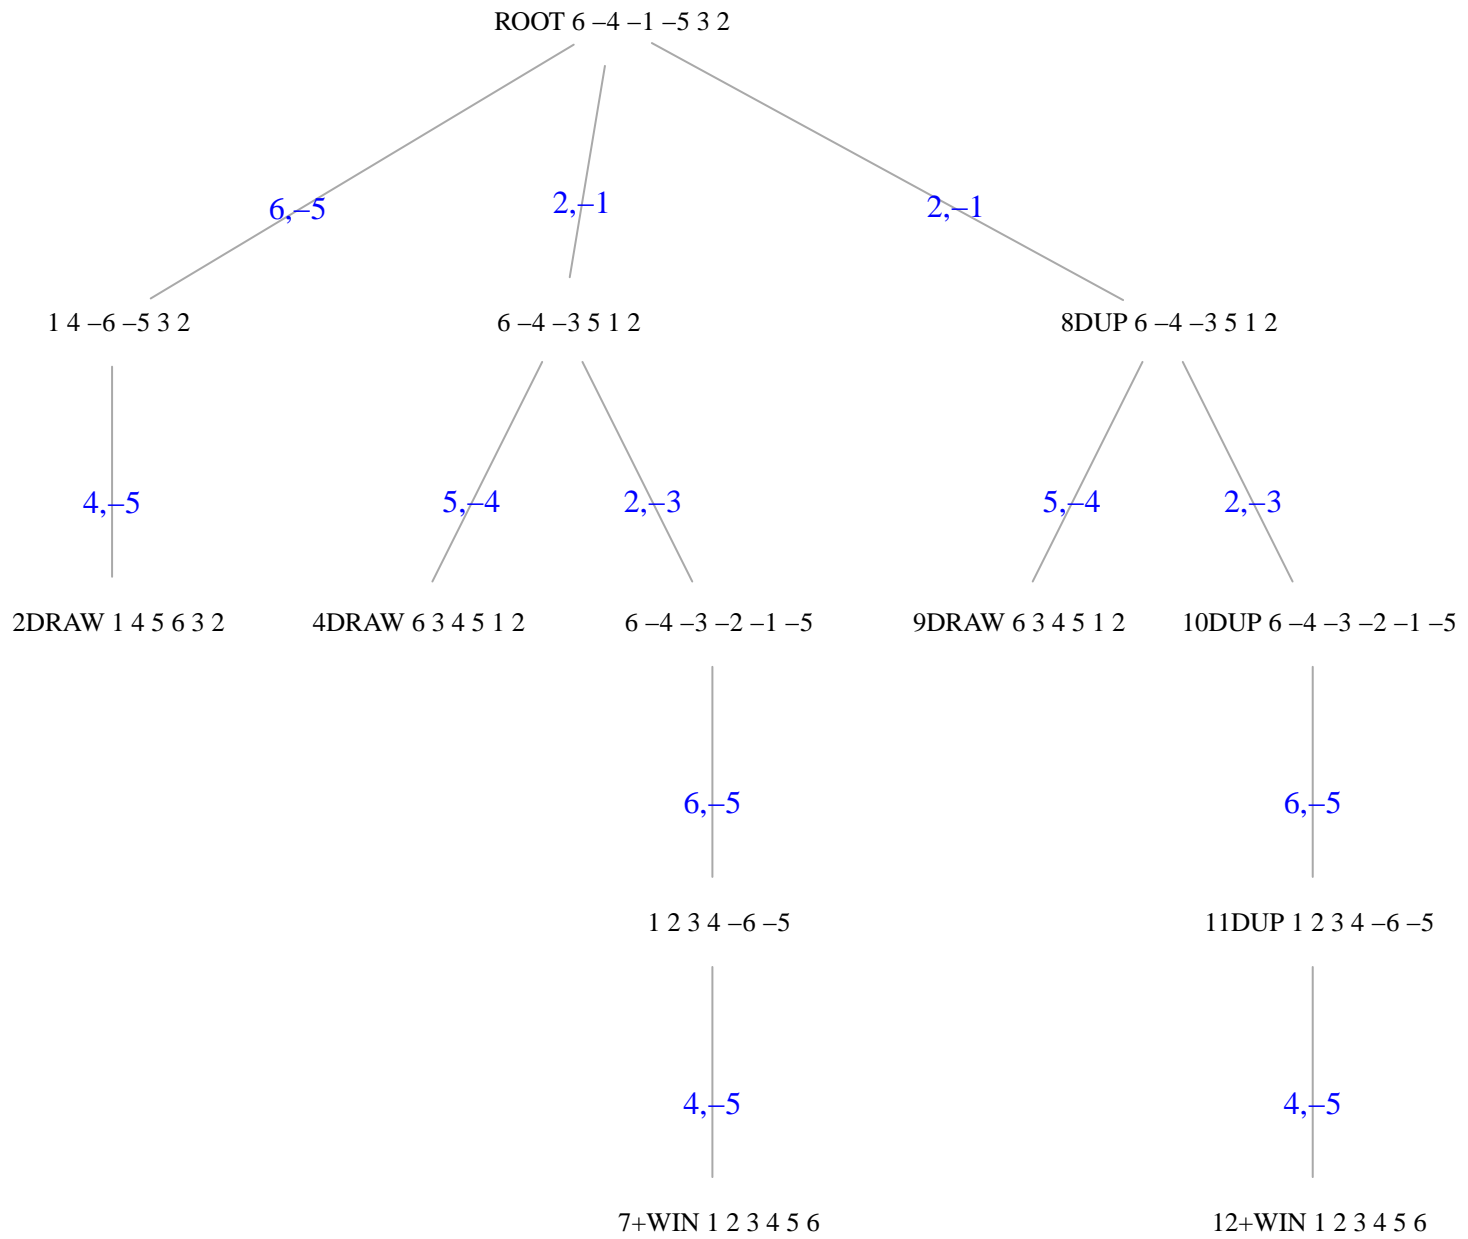 ROOT 6 –4 –1 –5 3 2
6,–5
2,–1
2,–1
1 4 –6 –5 3 2
6 –4 –3 5 1 2
8DUP 6 –4 –3 5 1 2
4,–5
5,–4
2,–3
5,–4
2,–3
2DRAW 1 4 5 6 3 2
4DRAW 6 3 4 5 1 2
6 –4 –3 –2 –1 –5
9DRAW 6 3 4 5 1 2
10DUP 6 –4 –3 –2 –1 –5
6,–5
6,–5
1 2 3 4 –6 –5
11DUP 1 2 3 4 –6 –5
4,–5
4,–5
7+WIN 1 2 3 4 5 6
12+WIN 1 2 3 4 5 6